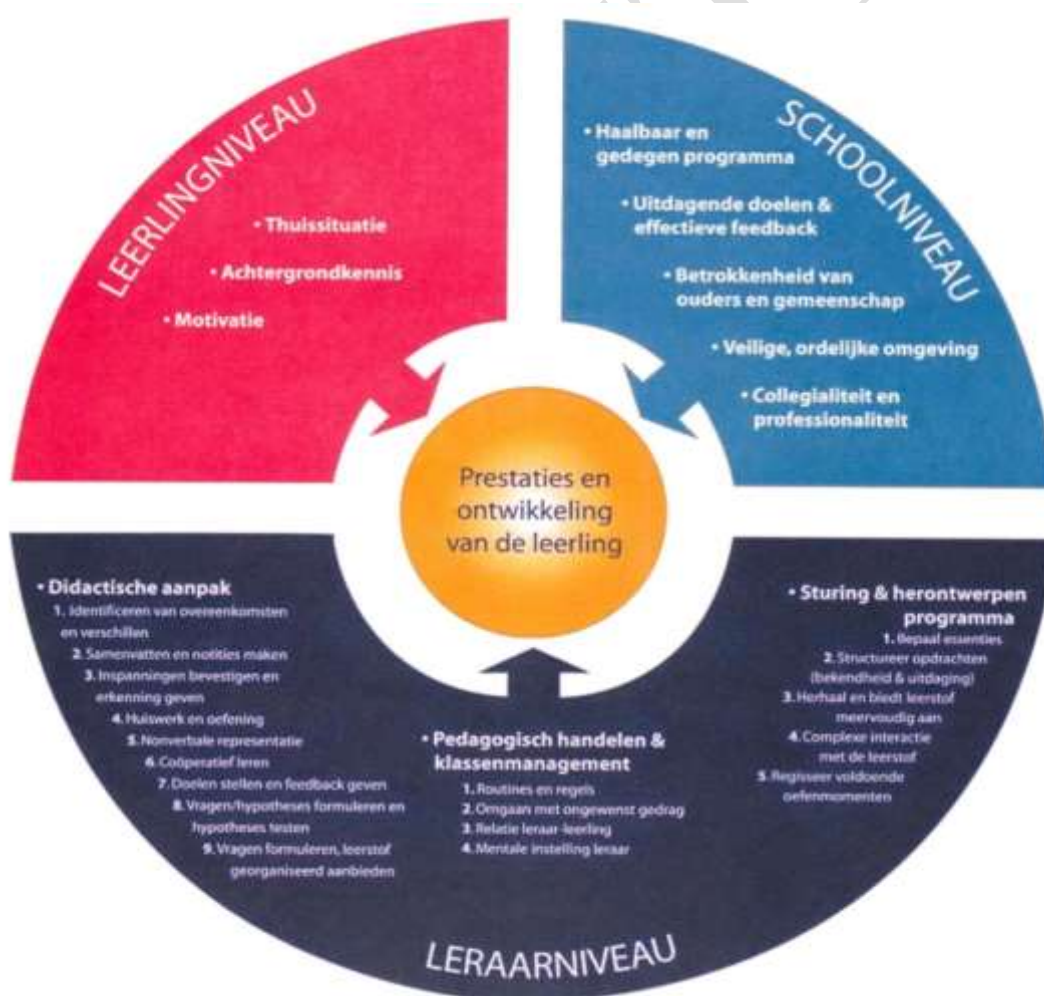 LEERLINGNIVEAU
• Thuissituatie
• Achtergrondkennis
• Motivatie
SCHOOLNIVEAU
• Haalbaar en
gedegen programma
• Uitdagende doelen &
effectieve feedback
• Betrokkenheid van
ouders en gemeenschap
• Veilige, ordelijke omgeving
• Collegialiteit en
professionaliteit
Prestaties en
ontwikkeling
van de leerling
• Didactische aanpak
1. Identificeren van overeenkomsten
en verschillen
2. Samenvatten en notities maken
3. Inspanningen bevestigen en
erkenning geven
4. Huiswerk en oefening
5. Nonverbale representatie
6. Coöperatief leren
7. Doelen stellen en feedback geven
8. Vragen/hypotheses formuleren en
hypotheses testen
9. Vragen formuleren, leerstof
georganiseerd aanbieden
• Pedagogisch handelen &
klassenmanagement
1. Routines en regels
2. Omgaan met ongewenst gedrag
3. Relatie leraar-leerling
4. Mentale instelling leraar
• Sturing & herontwerpen
programma
1. Bepaal essenties
2. Structureer opdrachten
(bekendheid & uitdaging)
3. Herhaal en biedt leerstof
meervoudig aan
4. Complexe interactie
met de leerstof
5. Regisseer voldoende
oefenmomenten
LERAARNIVEAU